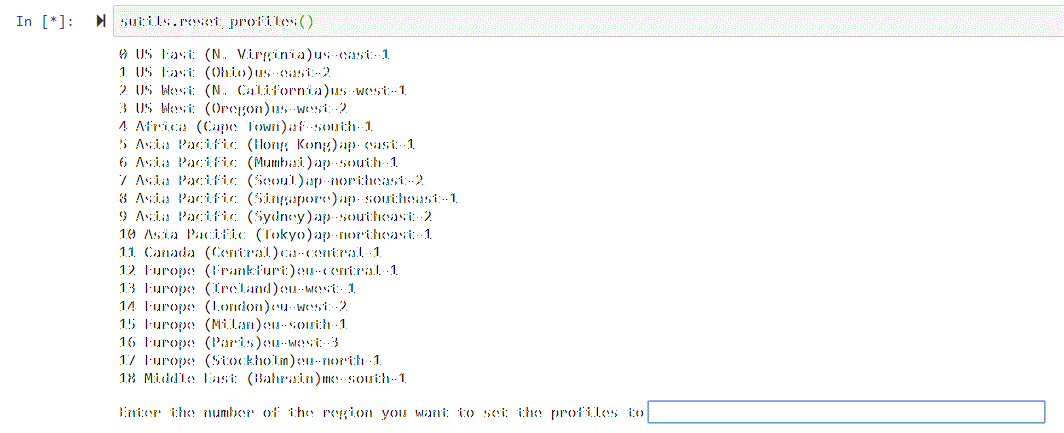 In [*]: sutils.reset_profiles()
0 US East (N. Virginia)us-east-1
1 US East (Ohio)us-east-2
2 US West (N. California)us-west-1
3 US West (Oregon)us-west-2
4 Africa (Cape Town)af-south-1
5 Asia Pacific (Hong Kong)ap-east-1
6 Asia Pacific (Mumbai)ap-south-1
7 Asia Pacific (Seoul)ap-northeast-2
8 Asia Pacific (Singapore)ap-southeast-1
9 Asia Pacific (Sydney)ap-southeast-2
10 Asia Pacific (Tokyo)ap-northeast-1
11 Canada (Central)ca-central-1
12 Europe (Frankfurt)eu-central-1
13 Europe (Ireland)eu-west-1
14 Europe (London)eu-west-2
15 Europe (Milan)eu-south-1
16 Europe (Paris)eu-west-3
17 Europe (Stockholm)eu-north-1
18 Middle East (Bahrain)me-south-1
Enter the number of the region you want to set the profiles to